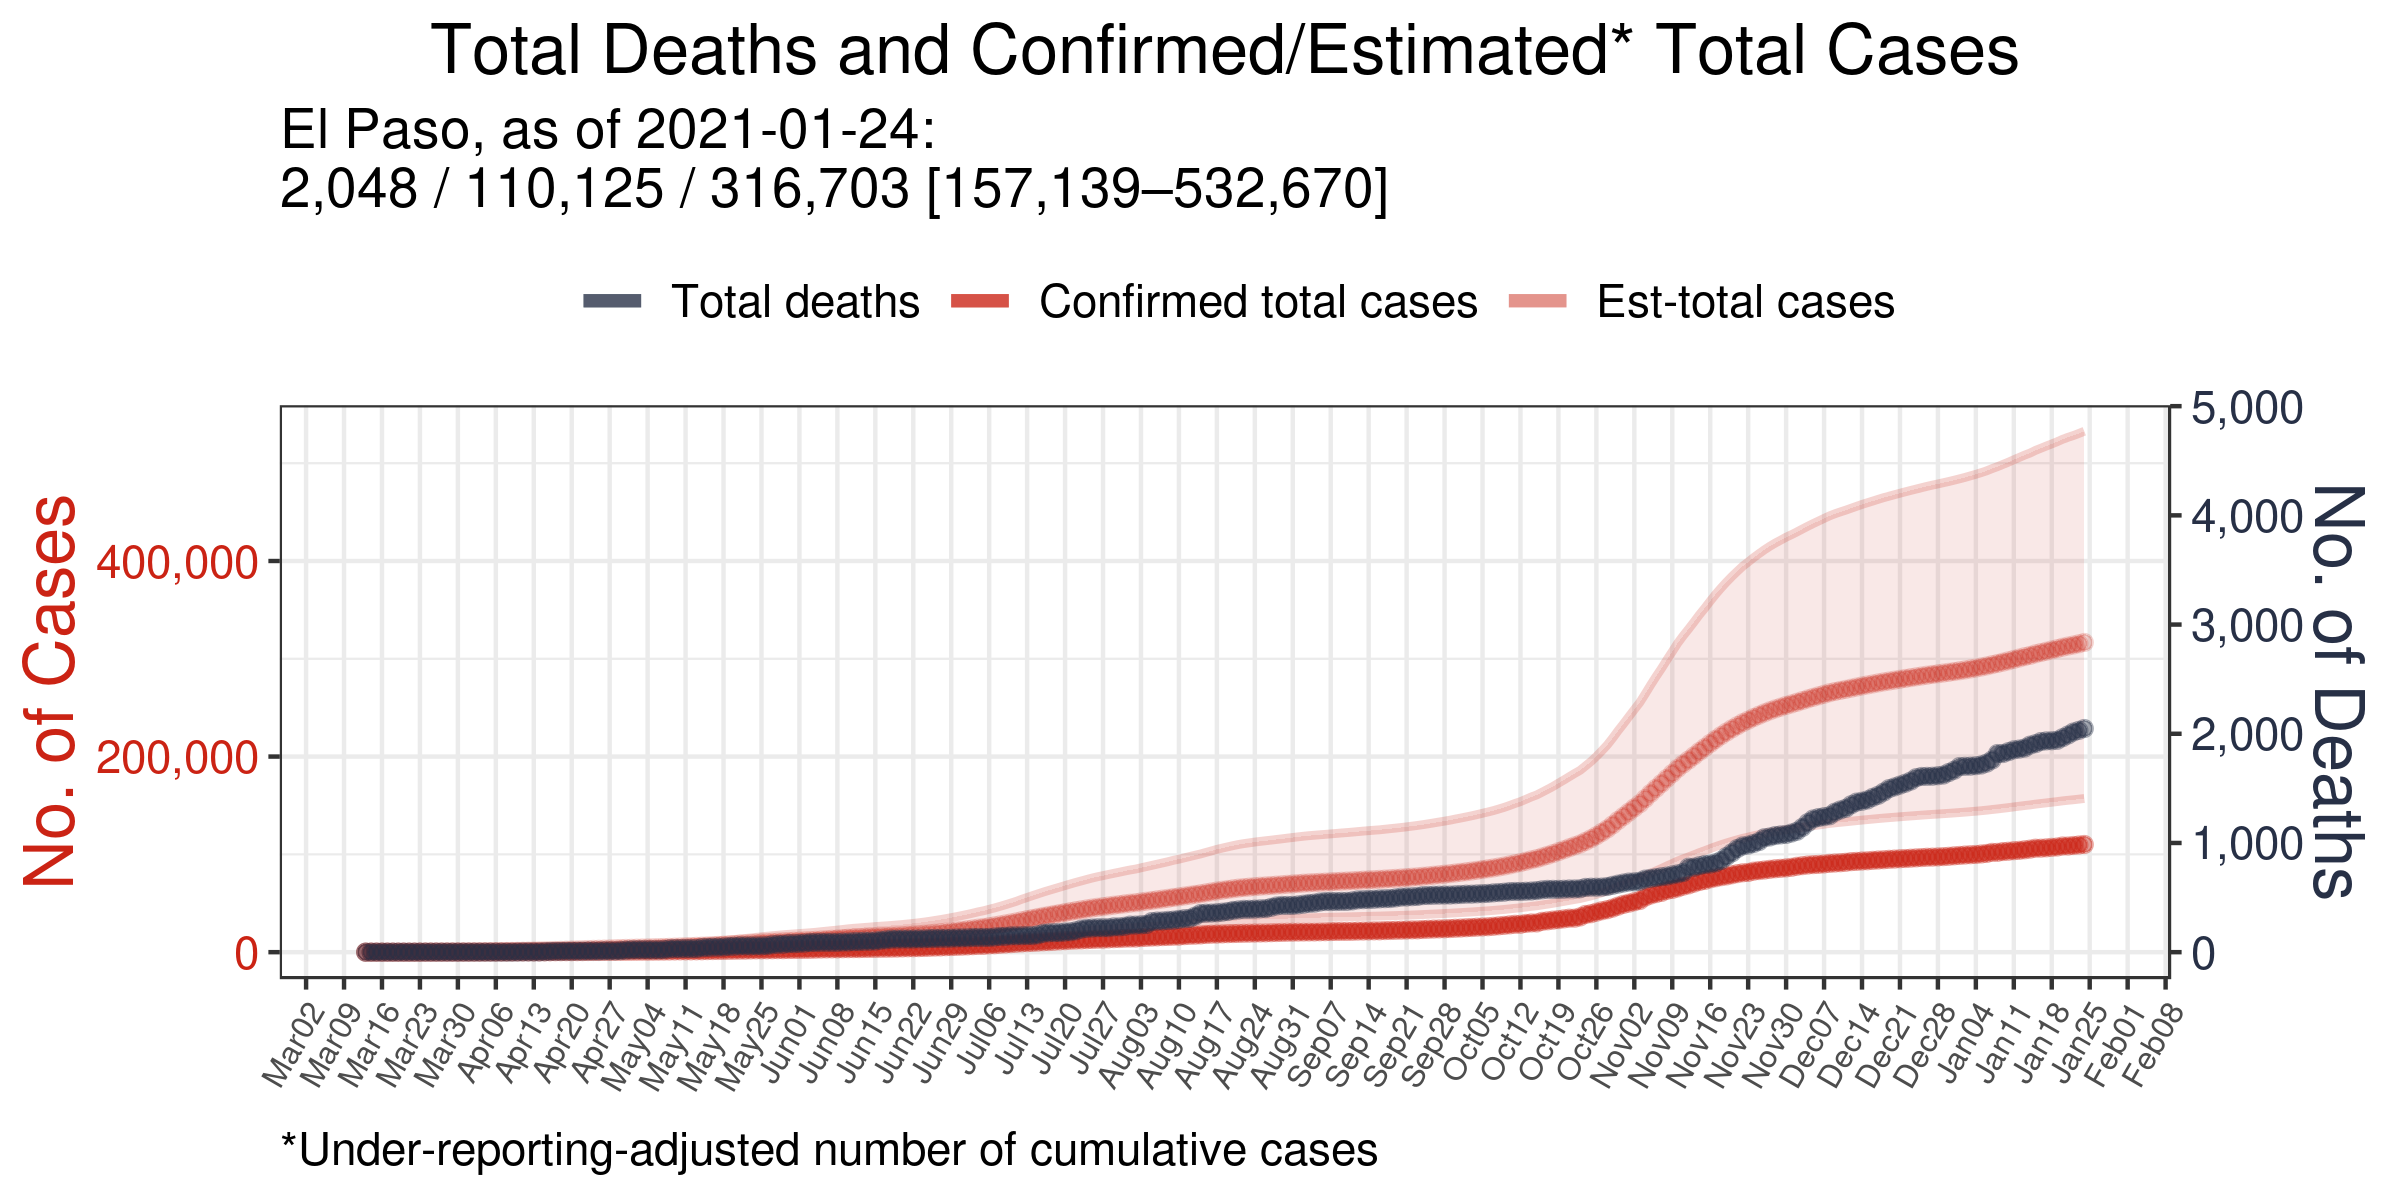 Total Deaths and Confirmed/Estimated* Total Cases
El Paso, as of 2021-01-24:
2,048 / 110,125 / 316,703 [157,139–532,670]
Total deaths
Confirmed total cases
Est-total cases
No. of Cases
400,000
200,000
0
5,000
4,000
3,000
2,000
1,000
0
No. of Deaths
Mar02
Mar09
Mar16
Mar23
Mar30
Apr06
Apr13
Apr20
Apr27
May04
May11
May18
May25
Jun01
Jun08
Jun15
Jun22
Jun29
Jul06
Jul13
Jul20
Jul27
Aug03
Aug10
Aug17
Aug24
Aug31
Sep07
Sep14
Sep21
Sep28
Oct05
Oct12
Oct19
Oct26
Nov02
Nov09
Nov16
Nov23
Nov30
Dec07
Dec14
Dec21
Dec28
Jan04
Jan11
Jan18
Jan25
Feb01
Feb08
*Under-reporting-adjusted number of cumulative cases